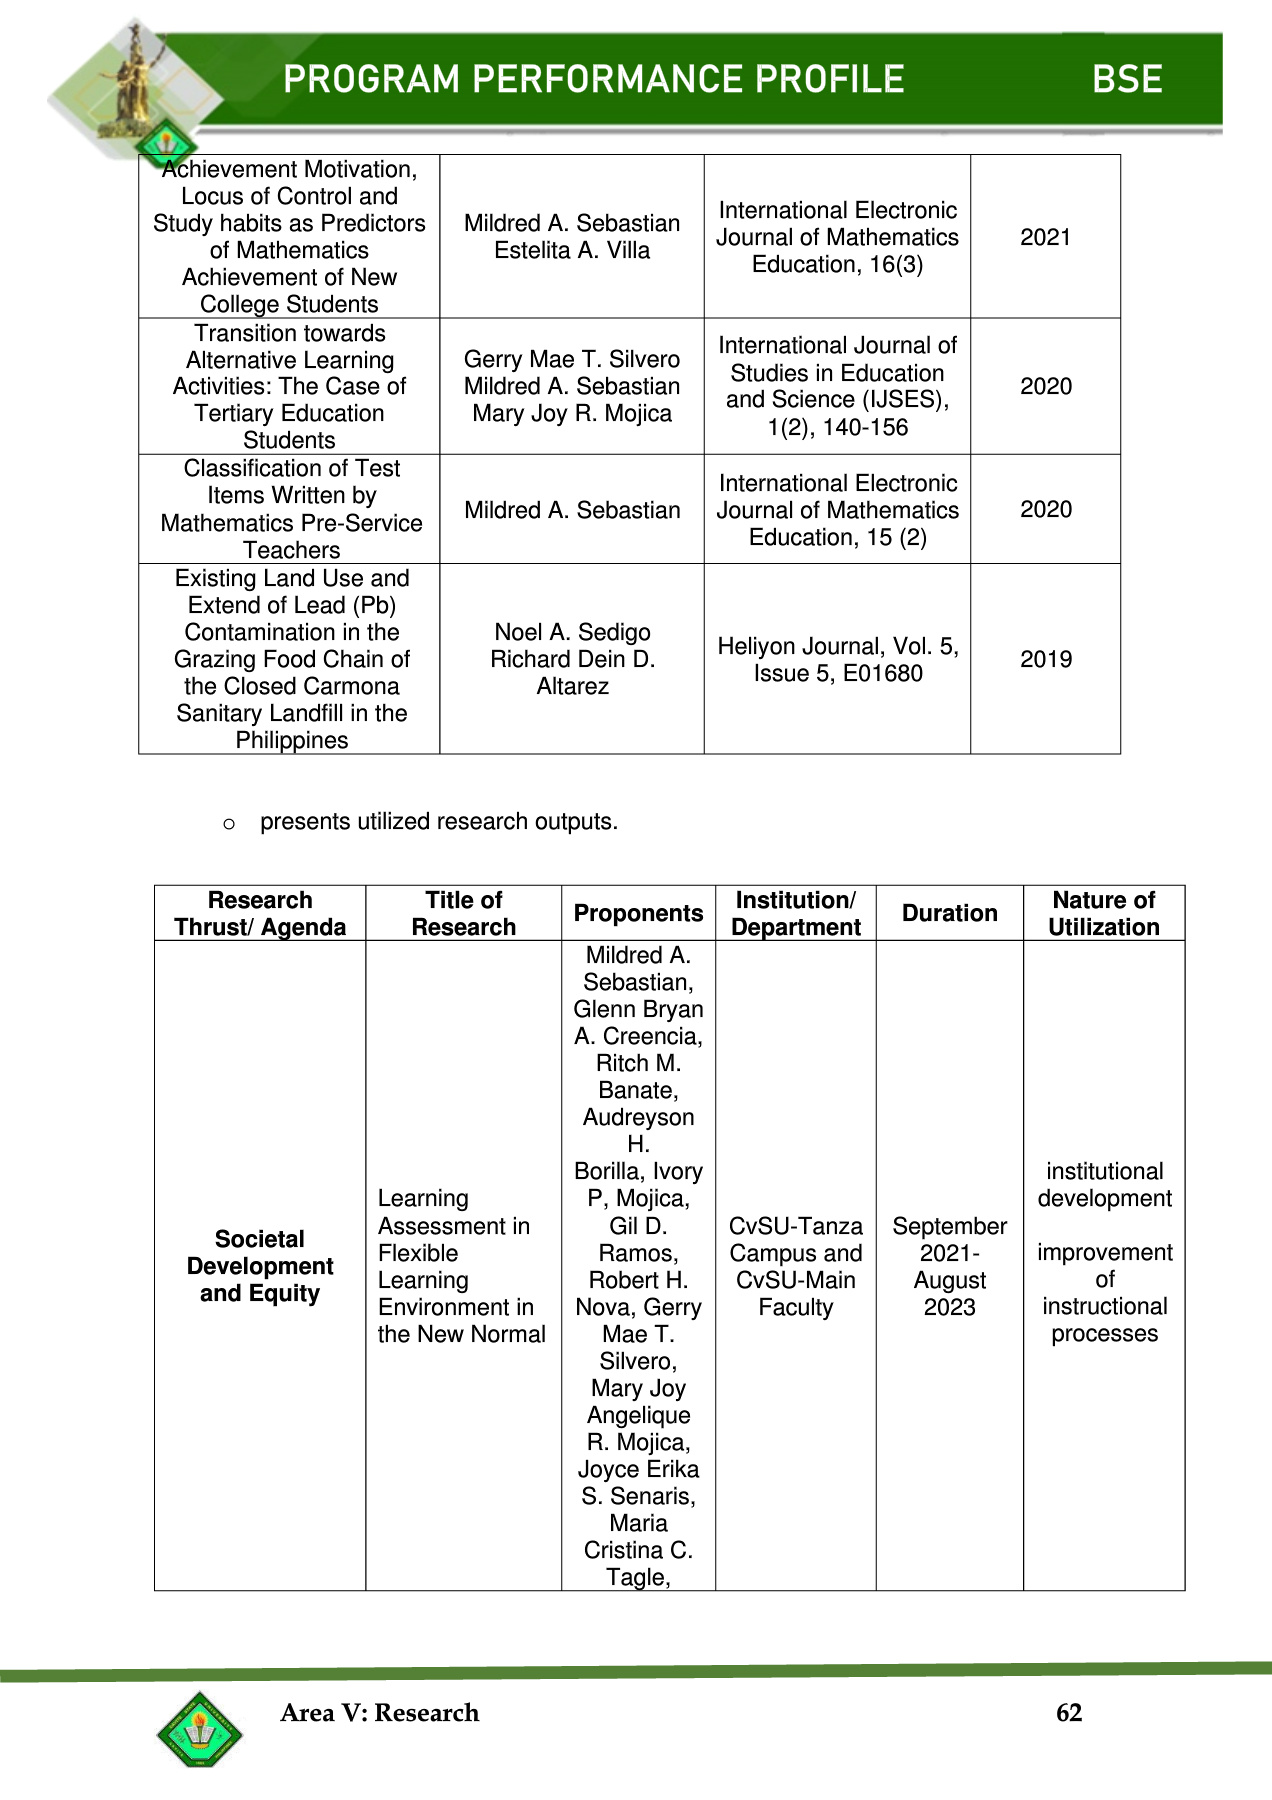 PROGRAM PERFORMANCE PROFILE BSE
Achievement Motivation,
Locus of Control and
Study habits as Predictors
of Mathematics
Achievement of New
College Students
Mildred A. Sebastian
Estelita A. Villa
International Electronic
Journal of Mathematics
Education, 16(3)
2021
Transition towards
Alternative Learning
Activities: The Case of
Tertiary Education
Students
Gerry Mae T. Silvero
Mildred A. Sebastian
Mary Joy R. Mojica
International Journal of
Studies in Education
and Science (IJSES),
1(2), 140-156
2020
Classification of Test
Items Written by
Mathematics Pre-Service
Teachers
Mildred A. Sebastian
International Electronic
Journal of Mathematics
Education, 15 (2)
2020
Existing Land Use and
Extend of Lead (Pb)
Contamination in the
Grazing Food Chain of
the Closed Carmona
Sanitary Landfill in the
Philippines
Noel A. Sedigo
Richard Dein D.
Altarez
Heliyon Journal, Vol. 5,
Issue 5, E01680
2019
o presents utilized research outputs.
Research
Thrust/ Agenda
Title of
Research
Proponents
Institution/
Department
Duration
Nature of
Utilization
Societal
Development
and Equity
Learning
Assessment in
Flexible
Learning
Environment in
the New Normal
Mildred A.
Sebastian,
Glenn Bryan
A. Creencia,
Ritch M.
Banate,
Audreyson
H.
Borilla, Ivory
P, Mojica,
Gil D.
Ramos,
Robert H.
Nova, Gerry
Mae T.
Silvero,
Mary Joy
Angelique
R. Mojica,
Joyce Erika
S. Senaris,
Maria
Cristina C.
Tagle,
CvSU-Tanza
Campus and
CvSU-Main
Faculty
September
2021-
August
2023
institutional
development
improvement
of
instructional
processes
Area V: Research 62